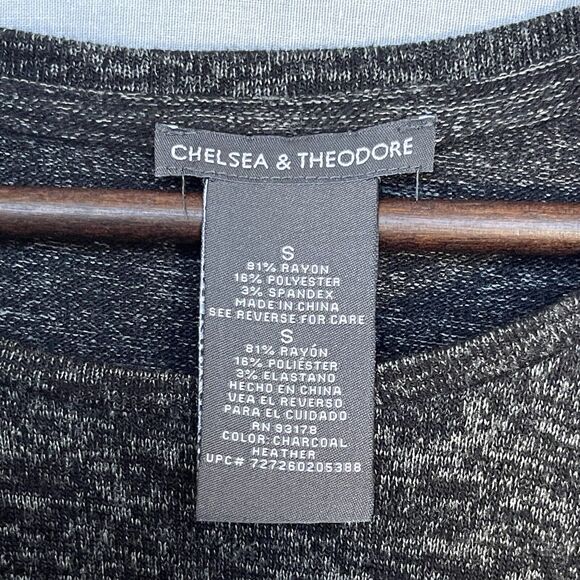 CHELSEA & THEODORE
S
81% RAYON
16% POLYESTER
3% SPANDEX
MADE IN CHINA
SEE REVERSE FOR CARE
S
81% RAYÓN
16% POLIÉSTER
3% ELASTANO
HECHO EN CHINA
VEA EL REVERSO
PARA EL CUIDADO
RN 93178
COLOR: CHARCOAL
HEATHER
UPC# 727260205388